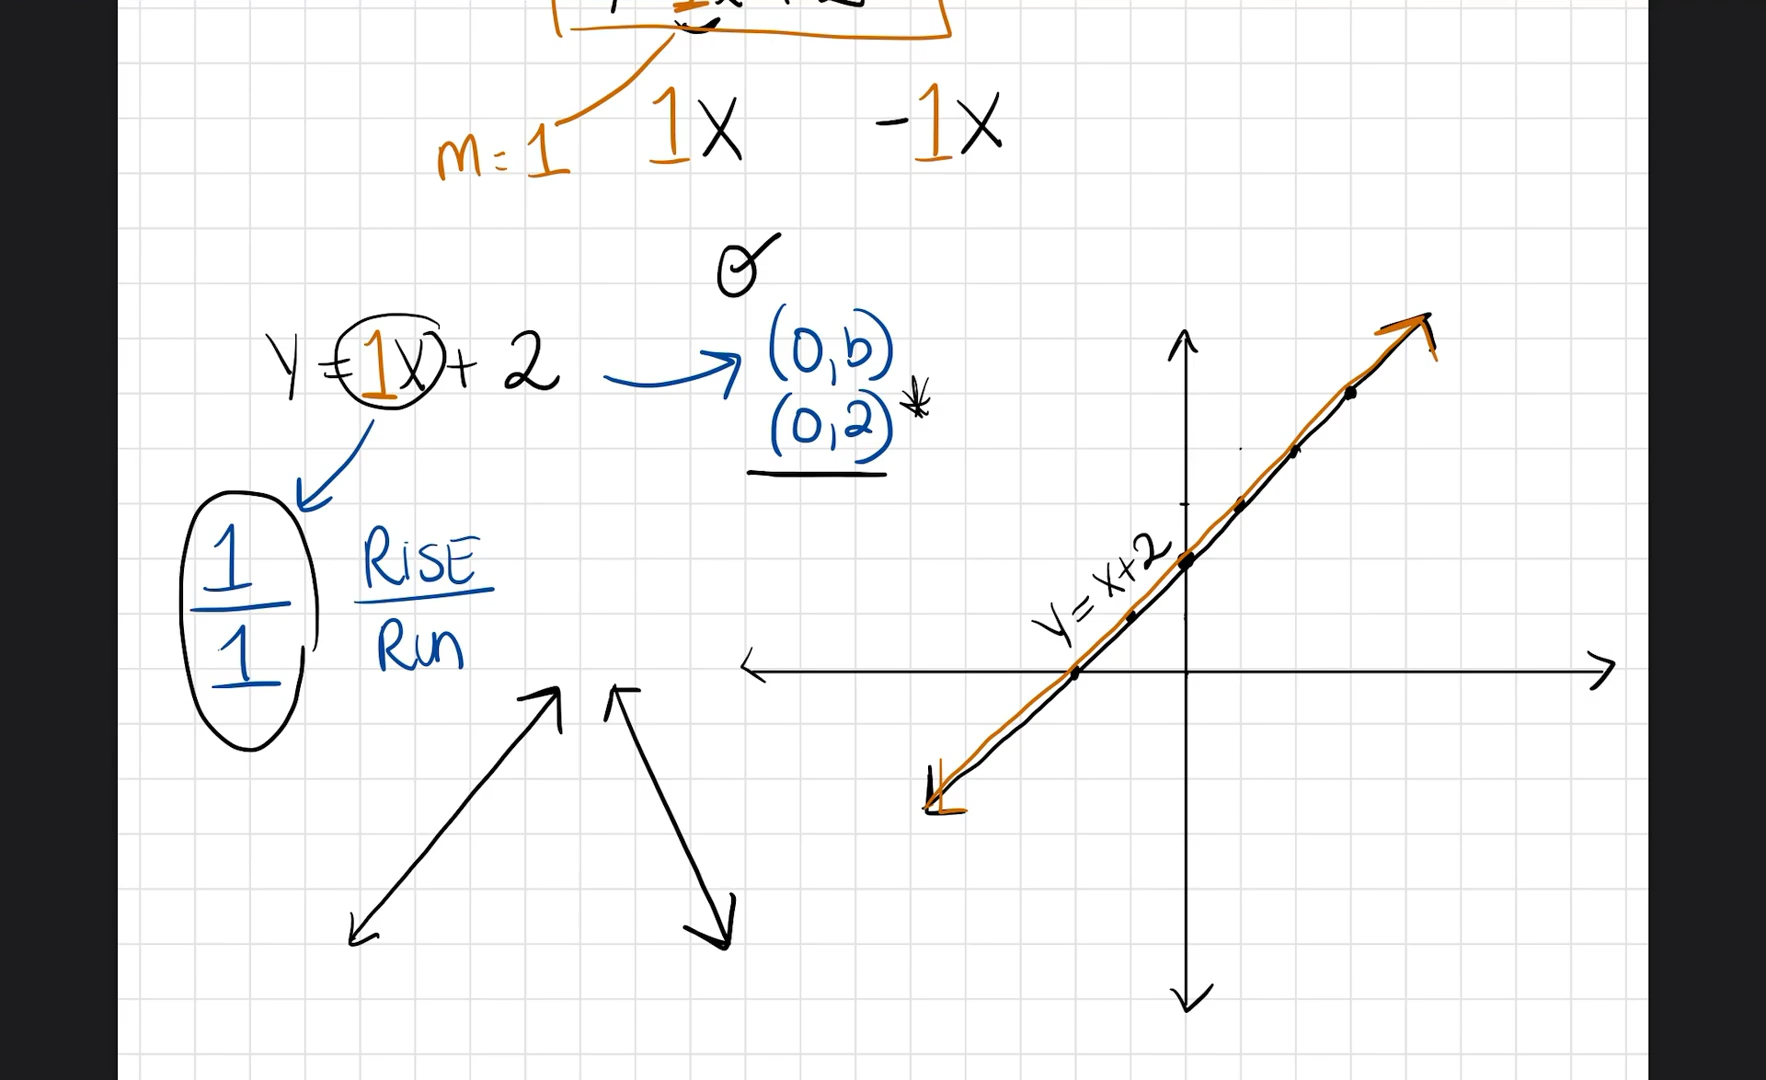 m=1
1x -1x
y=1x+2
(0,b)
(0,2)*
1
1
RiSE
Run
y=x+2